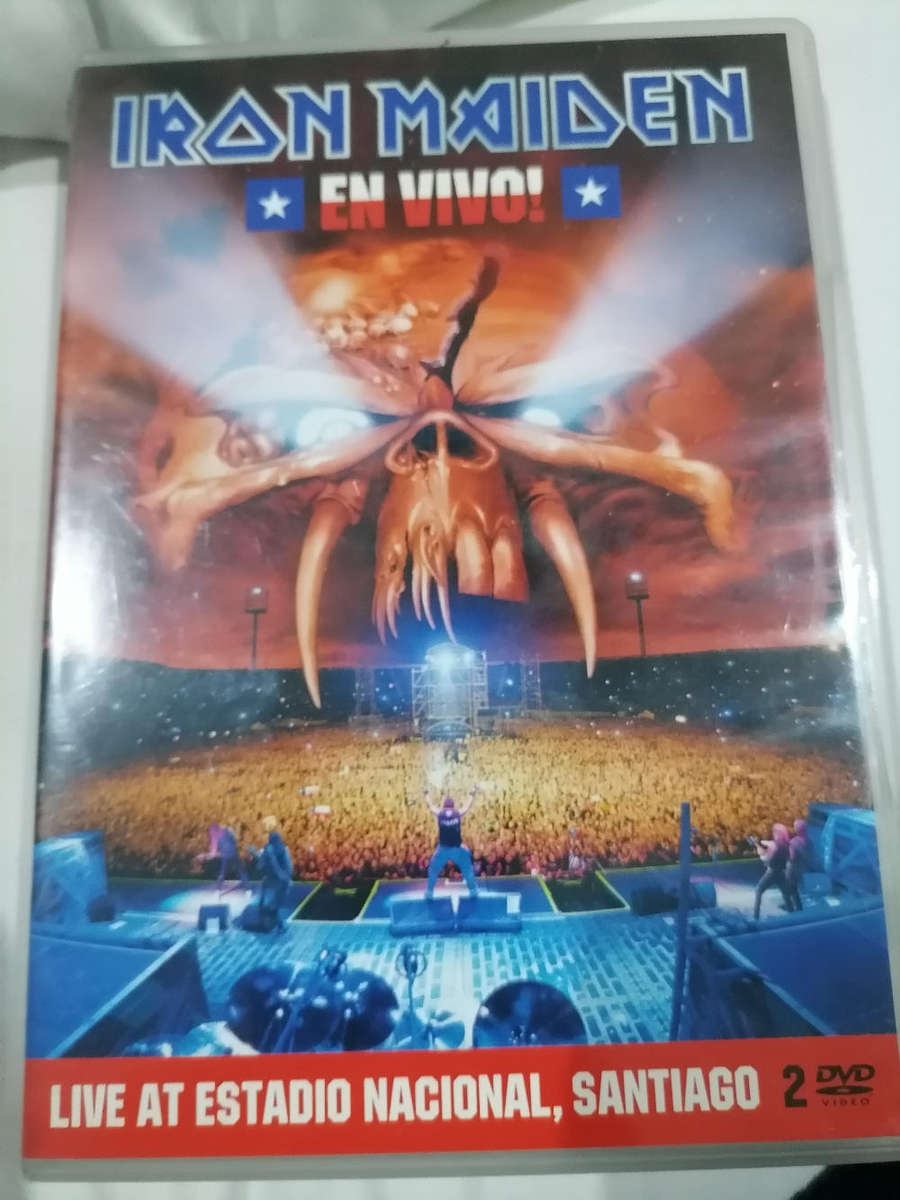 IRON MAIDEN
EN VIVO!
LIVE AT ESTADIO NACIONAL, SANTIAGO 2 DVD
VIDEO